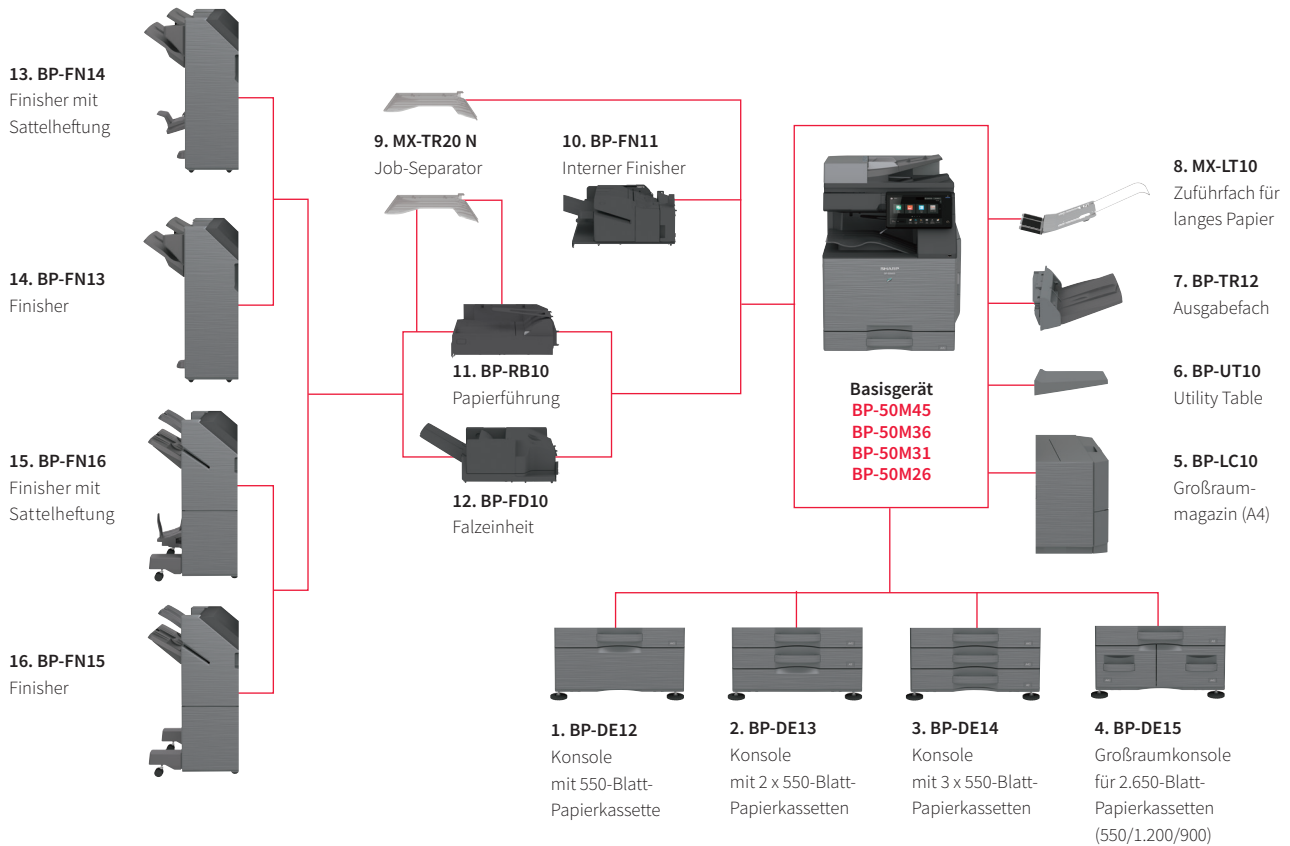 13. BP-FN14
Finisher mit
Sattelheftung
14. BP-FN13
Finisher
15. BP-FN16
Finisher mit
Sattelheftung
16. BP-FN15
Finisher
9. MX-TR20 N
Job-Separator
10. BP-FN11
Interner Finisher
11. BP-RB10
Papierführung
12. BP-FD10
Falzeinheit
SHARP
Basisgerät
BP-50M45
BP-50M36
BP-50M31
BP-50M26
8. MX-LT10
Zuführfach für
langes Papier
7. BP-TR12
Ausgabefach
6. BP-UT10
Utility Table
5. BP-LC10
Großraum-
magazin (A4)
1. BP-DE12
Konsole
mit 550-Blatt-
Papierkassette
2. BP-DE13
Konsole
mit 2 x 550-Blatt-
Papierkassetten
3. BP-DE14
Konsole
mit 3 x 550-Blatt-
Papierkassetten
4. BP-DE15
Großraumkonsole
für 2.650-Blatt-
Papierkassetten
(550/1.200/900)